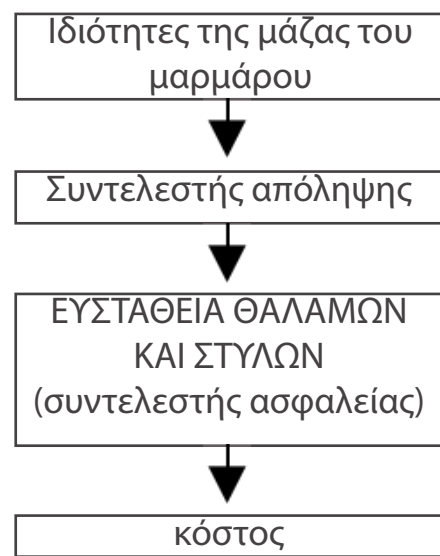 Ιδιότητες της μάζας του
μαρμάρου
Συντελεστής απόληψης
ΕΥΣΤΑΘΕΙΑ ΘΑΛΑΜΩΝ
ΚΑΙ ΣΤΥΛΩΝ
(συντελεστής ασφαλείας)
κόστος